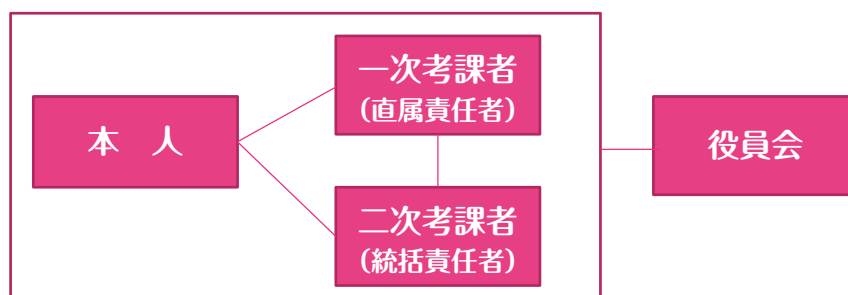 本　人
一次考課者
（直属責任者）
二次考課者
（統括責任者）
役員会